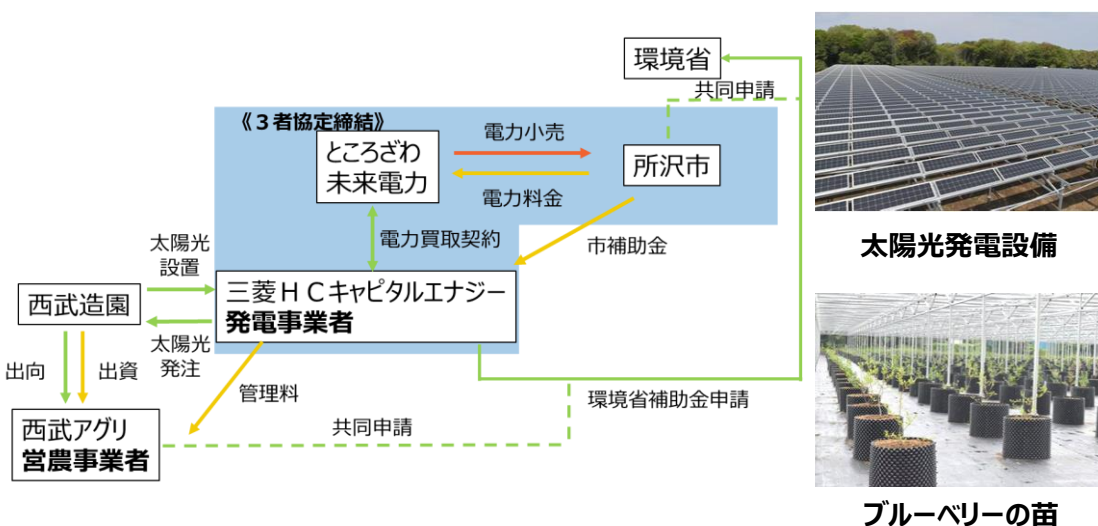 環境省
共同申請
《３者協定締結》
ところざわ
未来電力
電力小売
電力料金
所沢市
電力買取契約
市補助金
太陽光
設置
西武造園
三菱ＨＣキャピタルエナジー
発電事業者
太陽光
発注
出向
出資
管理料
環境省補助金申請
共同申請
西武アグリ
営農事業者
太陽光発電設備
ブルーベリーの苗